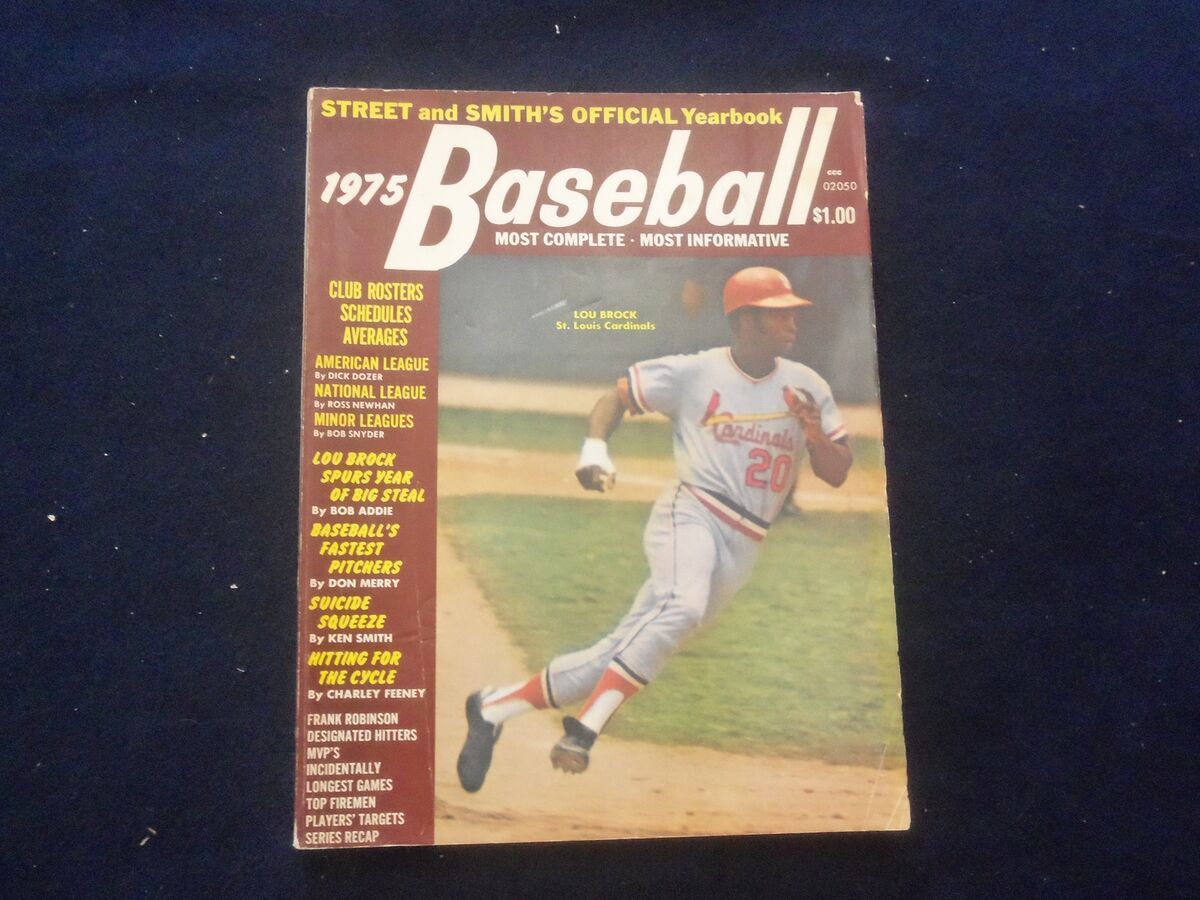 STREET and SMITH'S OFFICIAL Yearbook
1975 Baseball
ccc
02050
$1.00
MOST COMPLETE · MOST INFORMATIVE
CLUB ROSTERS
SCHEDULES
AVERAGES
AMERICAN LEAGUE
By DICK DOZER
NATIONAL LEAGUE
By ROSS NEWHAN
MINOR LEAGUES
By BOB SNYDER
LOU BROCK
SPURS YEAR
OF BIG STEAL
By BOB ADDIE
BASEBALL'S
FASTEST
PITCHERS
By DON MERRY
SUICIDE
SQUEEZE
By KEN SMITH
HITTING FOR
THE CYCLE
By CHARLEY FEENEY
FRANK ROBINSON
DESIGNATED HITTERS
MVP'S
INCIDENTALLY
LONGEST GAMES
TOP FIREMEN
PLAYERS' TARGETS
SERIES RECAP
LOU BROCK
St. Louis Cardinals
Cardinals
20